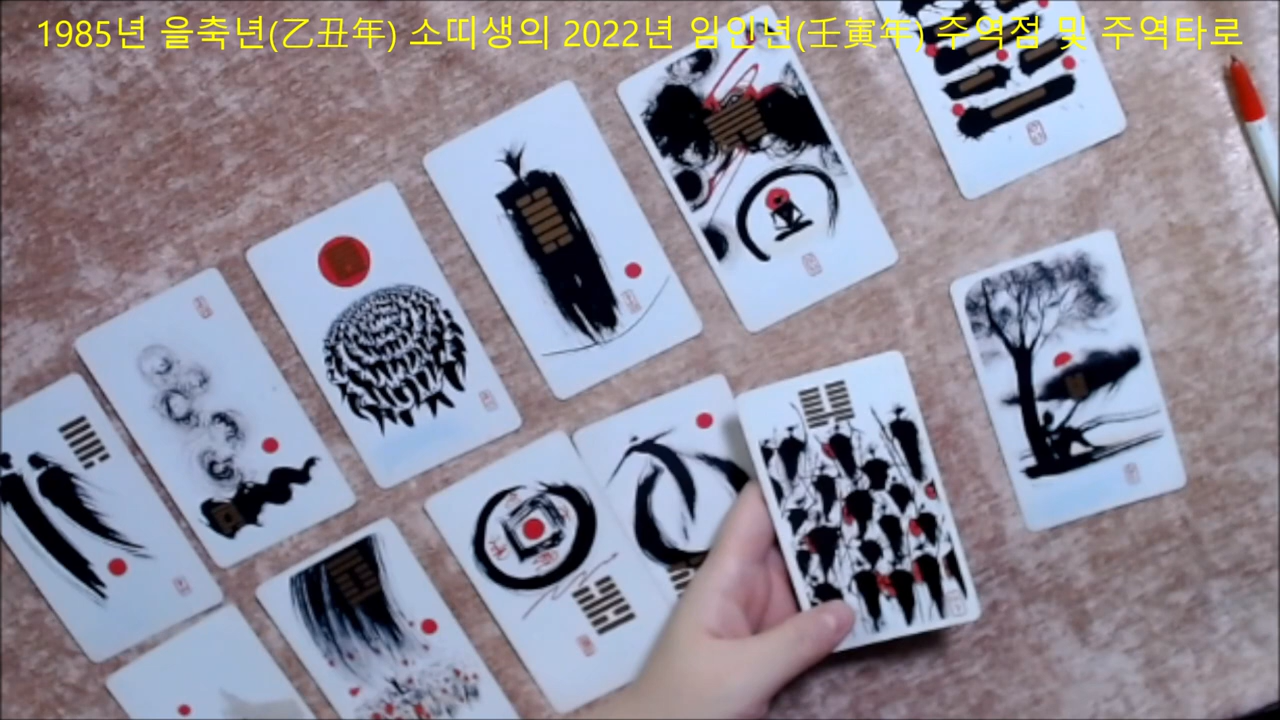 1985년 을축년(乙丑年) 소띠생의 2022년 임인년(壬寅年) 주역점 및 주역타로